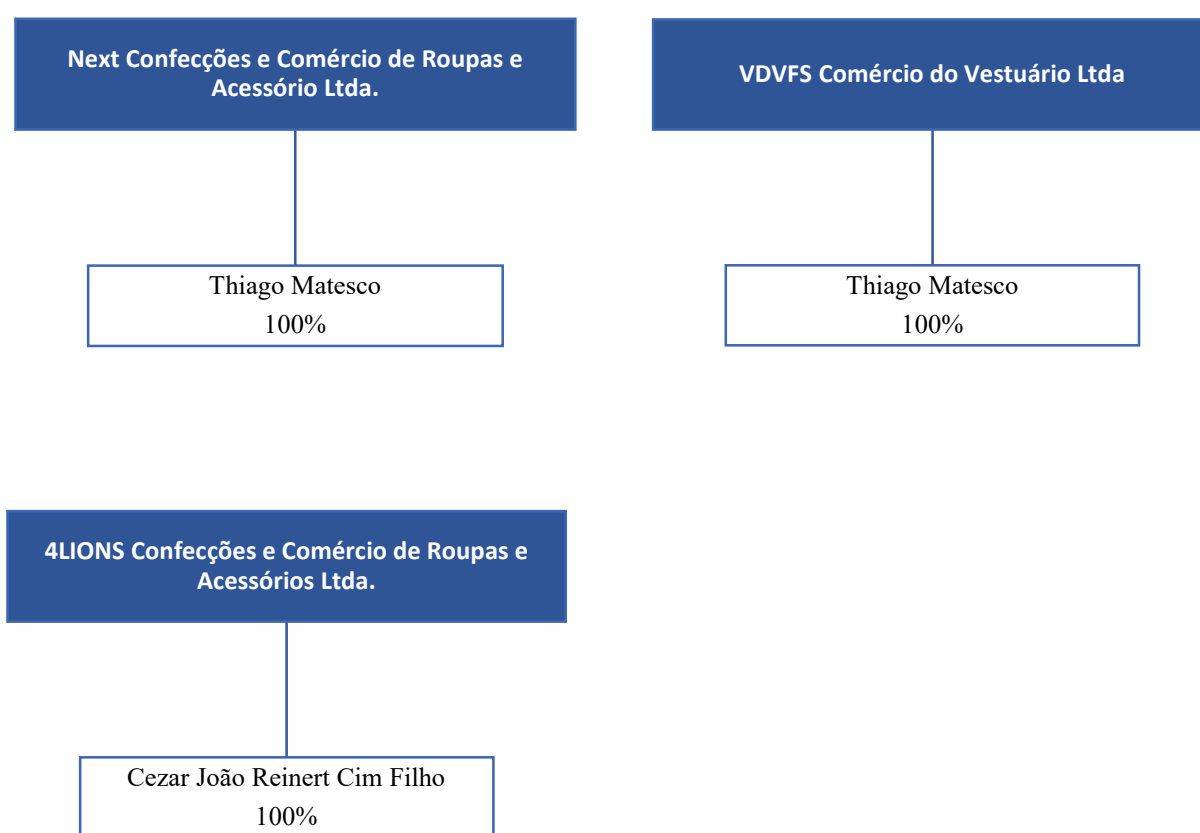 Next Confecções e Comércio de Roupas e
Acessório Ltda.
Thiago Matesco
100%
VDVFS Comércio do Vestuário Ltda
Thiago Matesco
100%
4LIONS Confecções e Comércio de Roupas e
Acessórios Ltda.
Cezar João Reinert Cim Filho
100%